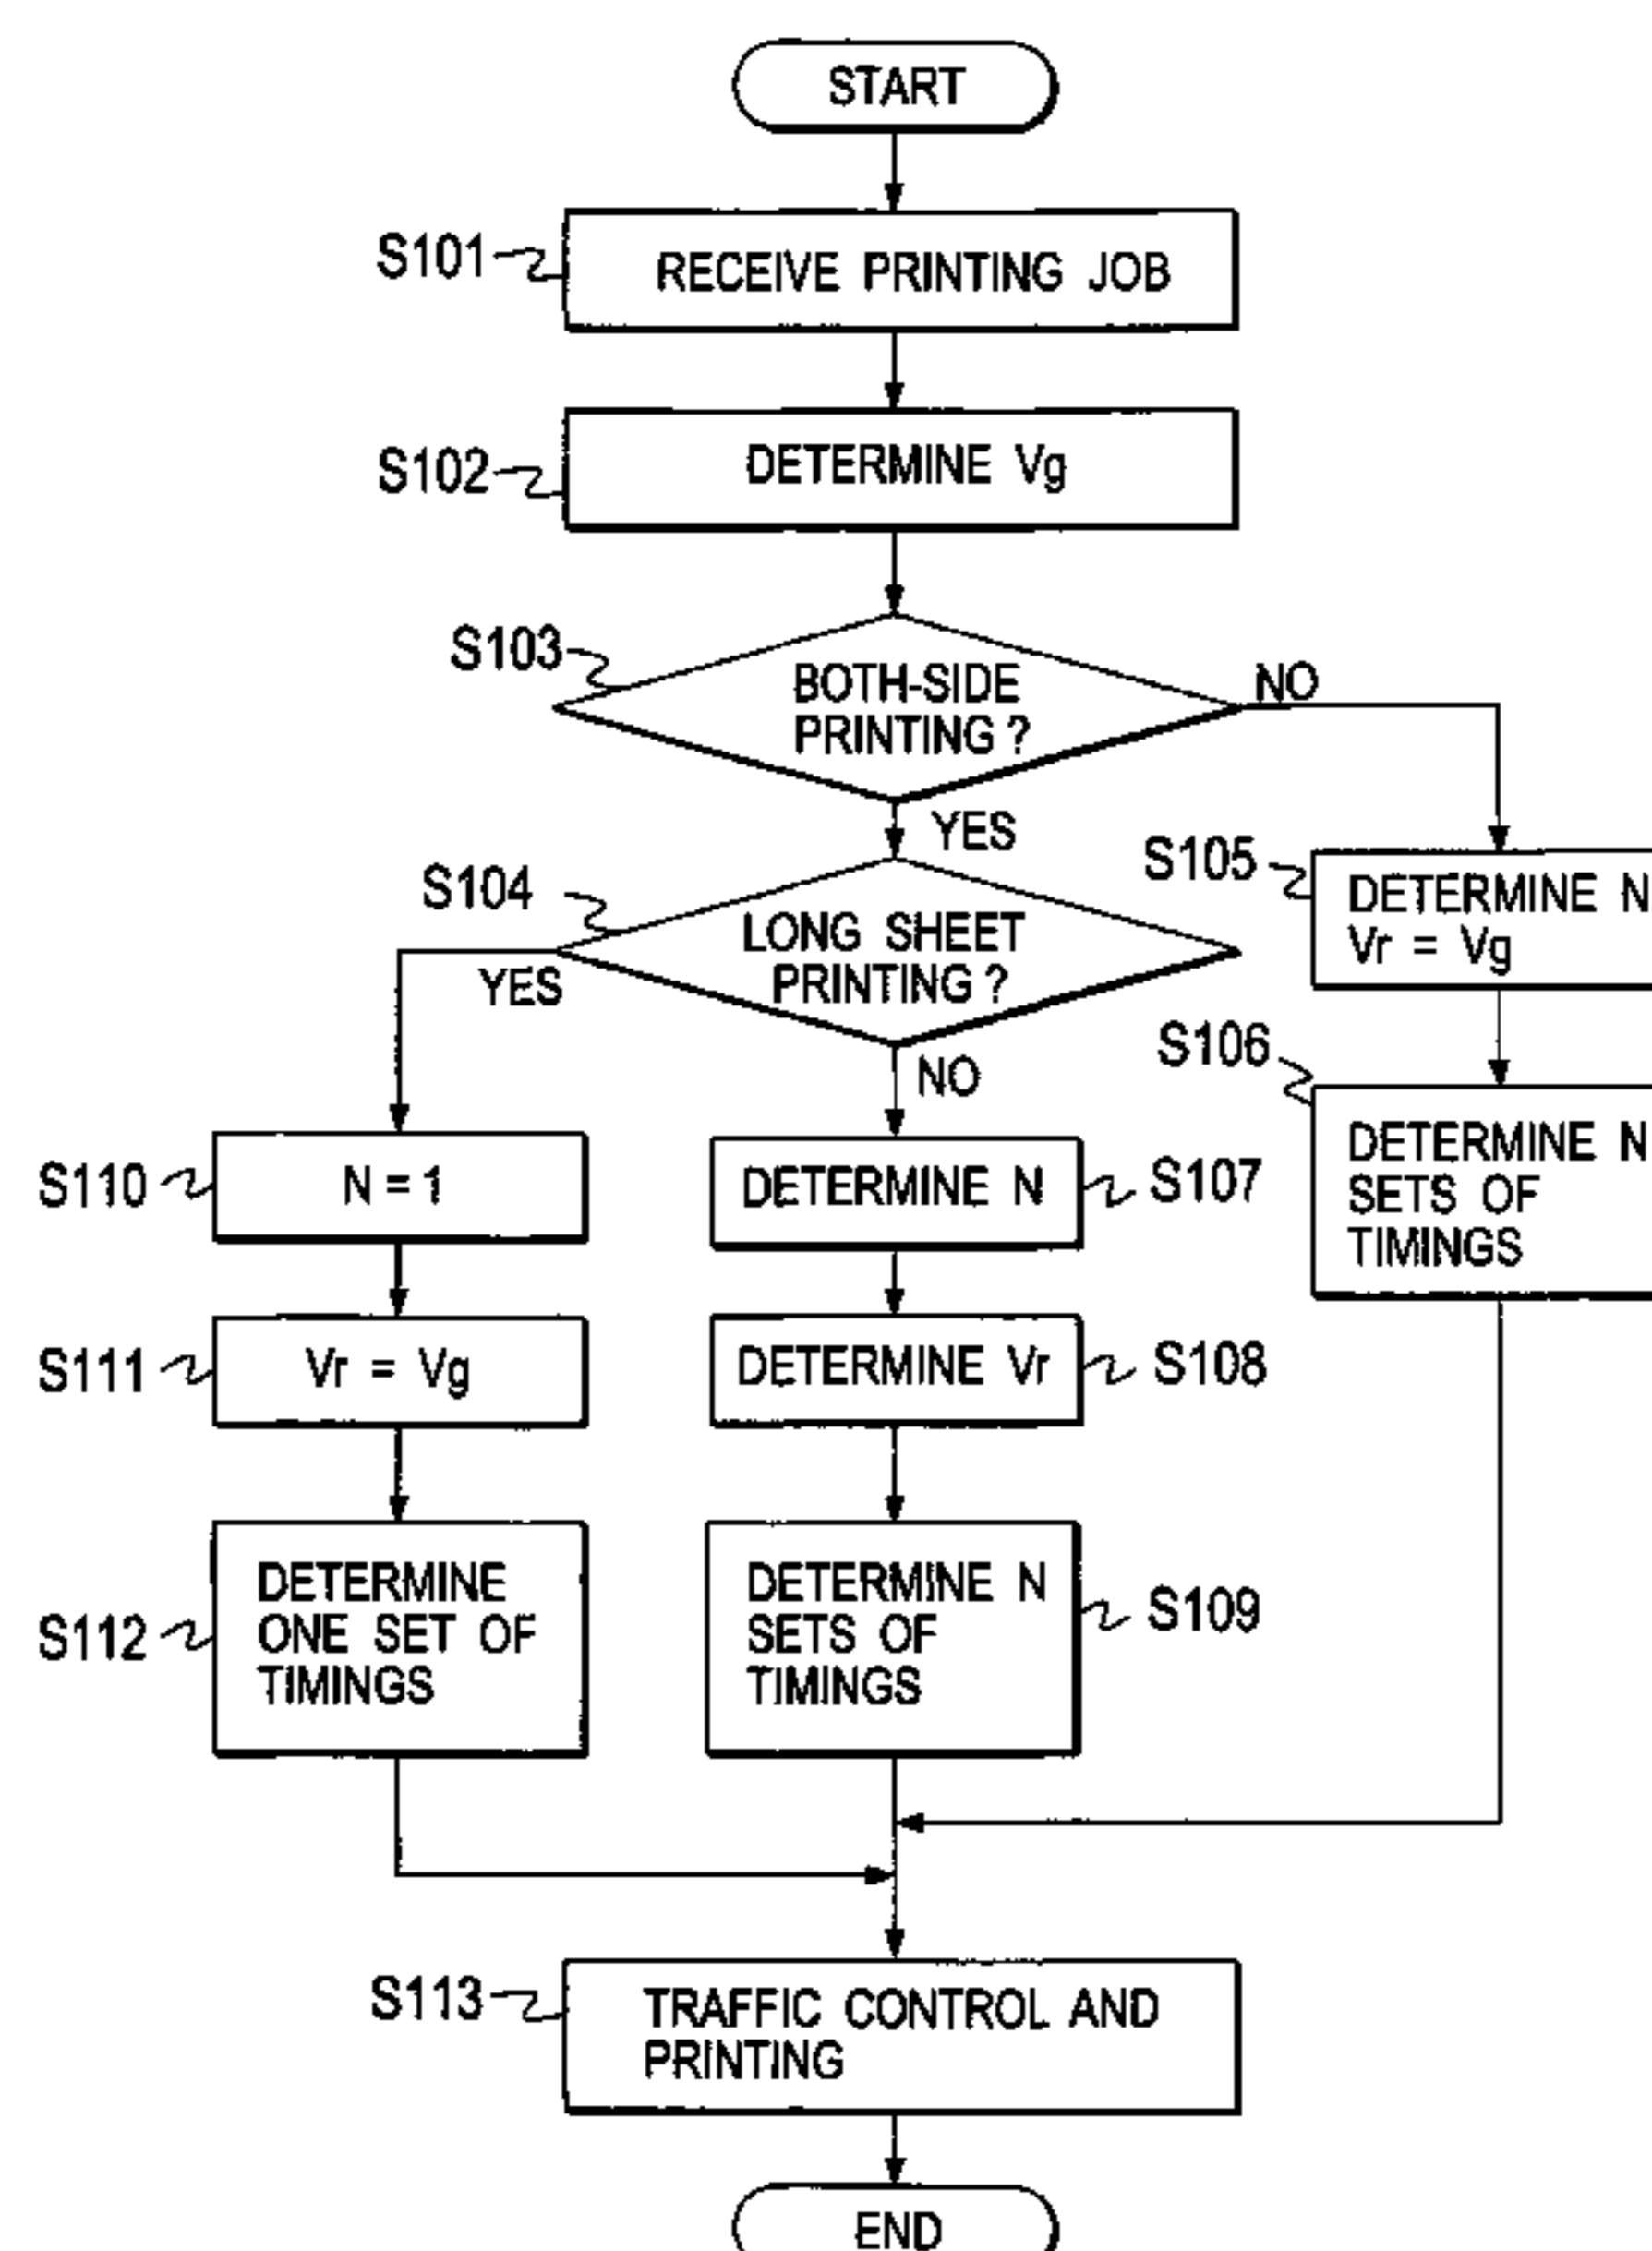 START
S101
RECEIVE PRINTING JOB
S102
DETERMINE Vg
S103
BOTH-SIDE
PRINTING ?
NO
YES
S104
LONG SHEET
PRINTING ?
YES
NO
S105
DETERMINE N
Vr = Vg
S106
DETERMINE N
SETS OF
TIMINGS
S110
N = 1
DETERMINE N
S107
S111
Vr = Vg
DETERMINE Vr
S108
S112
DETERMINE
ONE SET OF
TIMINGS
DETERMINE N
SETS OF
TIMINGS
S109
S113
TRAFFIC CONTROL AND
PRINTING
END